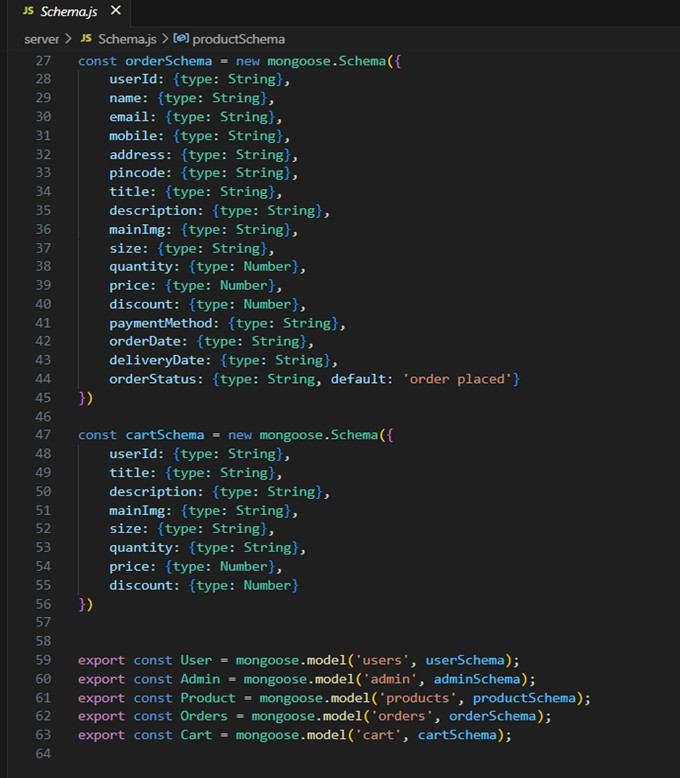 JS Schema.js ×
server > JS Schema.js > productSchema
27 const orderSchema = new mongoose.Schema({
28     userId: {type: String},
29     name: {type: String},
30     email: {type: String},
31     mobile: {type: String},
32     address: {type: String},
33     pincode: {type: String},
34     title: {type: String},
35     description: {type: String},
36     mainImg: {type: String},
37     size: {type: String},
38     quantity: {type: Number},
39     price: {type: Number},
40     discount: {type: Number},
41     paymentMethod: {type: String},
42     orderDate: {type: String},
43     deliveryDate: {type: String},
44     orderStatus: {type: String, default: 'order placed'}
45 })
46
47 const cartSchema = new mongoose.Schema({
48     userId: {type: String},
49     title: {type: String},
50     description: {type: String},
51     mainImg: {type: String},
52     size: {type: String},
53     quantity: {type: String},
54     price: {type: Number},
55     discount: {type: Number}
56 })
57
58
59 export const User = mongoose.model('users', userSchema);
60 export const Admin = mongoose.model('admin', adminSchema);
61 export const Product = mongoose.model('products', productSchema);
62 export const Orders = mongoose.model('orders', orderSchema);
63 export const Cart = mongoose.model('cart', cartSchema);
64